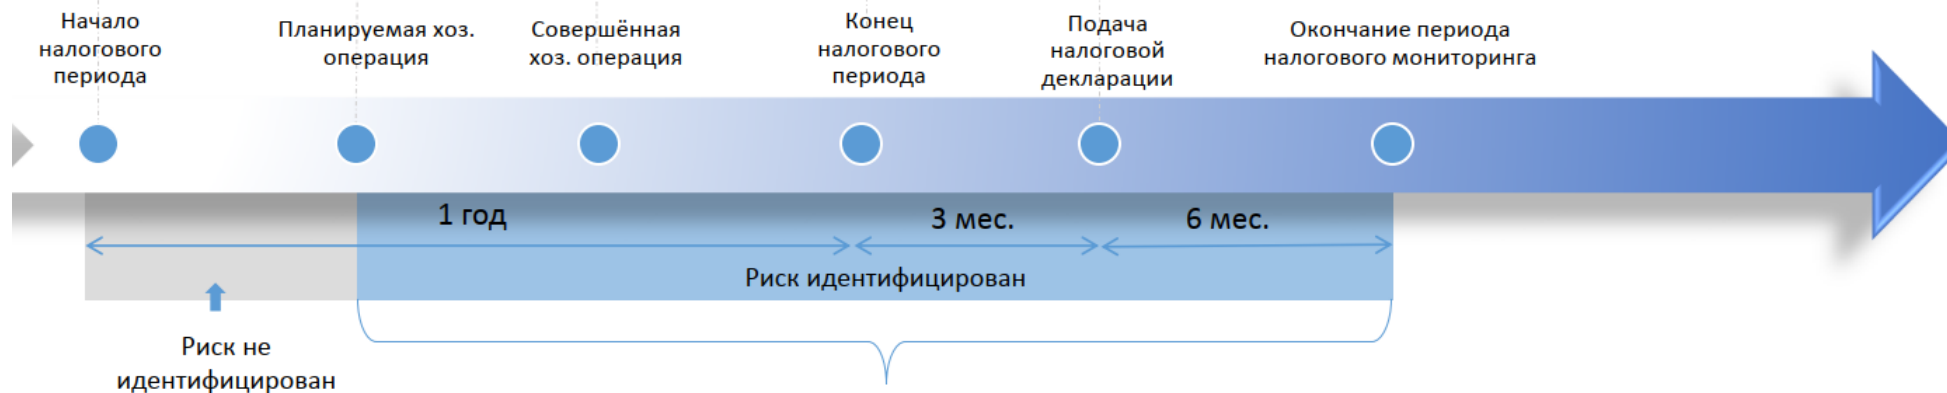 Начало
налогового
периода
Планируемая хоз.
операция
Совершённая
хоз. операция
Конец
налогового
периода
Подача
налоговой
декларации
Окончание периода
налогового мониторинга
1 год
3 мес.
6 мес.
Риск идентифицирован
Риск не
идентифицирован